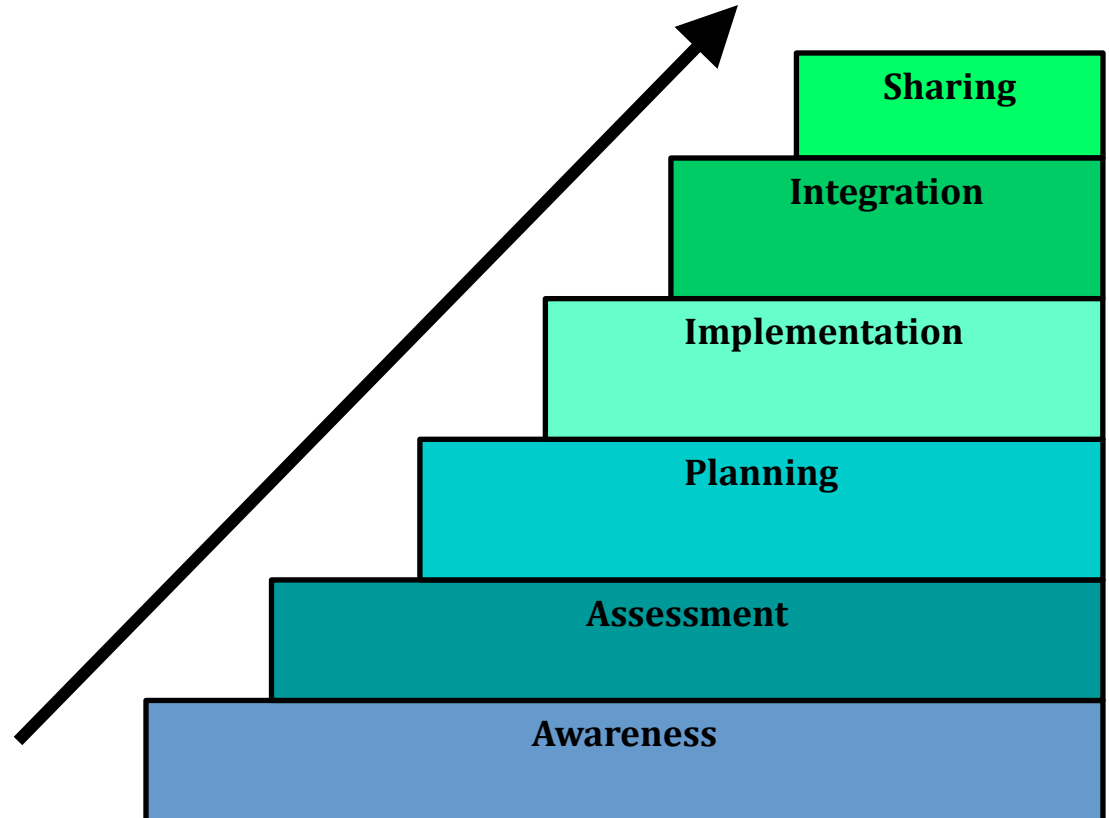 Sharing
Integration
Implementation
Planning
Assessment
Awareness